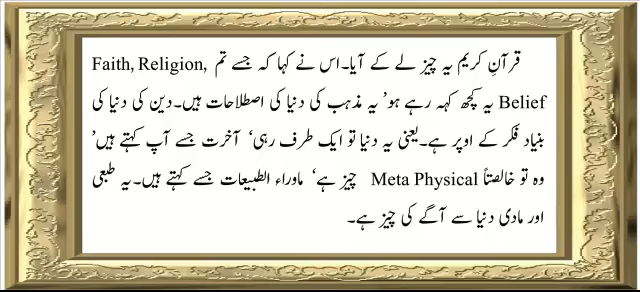 قرآنِ کریم یہ چیز لے کے آیا۔اس نے کہا کہ جسے تم Faith, Religion,
Belief یہ کچھ کہہ رہے ہو’ یہ مذہب کی دنیا کی اصطلاحات ہیں۔دین کی دنیا کی
بنیاد فکر کے اوپر ہے۔یعنی یہ دنیا تو ایک طرف رہی‘ آخرت جسے آپ کہتے ہیں’
وہ تو خالصتاً Meta Physical چیز ہے‘ ماوراء الطبیعات جسے کہتے ہیں۔یہ طبعی
اور مادی دنیا سے آگے کی چیز ہے۔